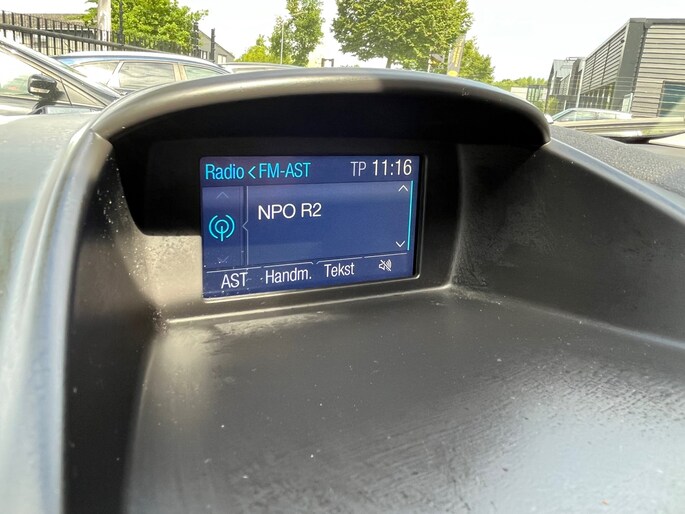 Radio < FM-AST TP 11:16
NPO R2
AST Handm. Tekst